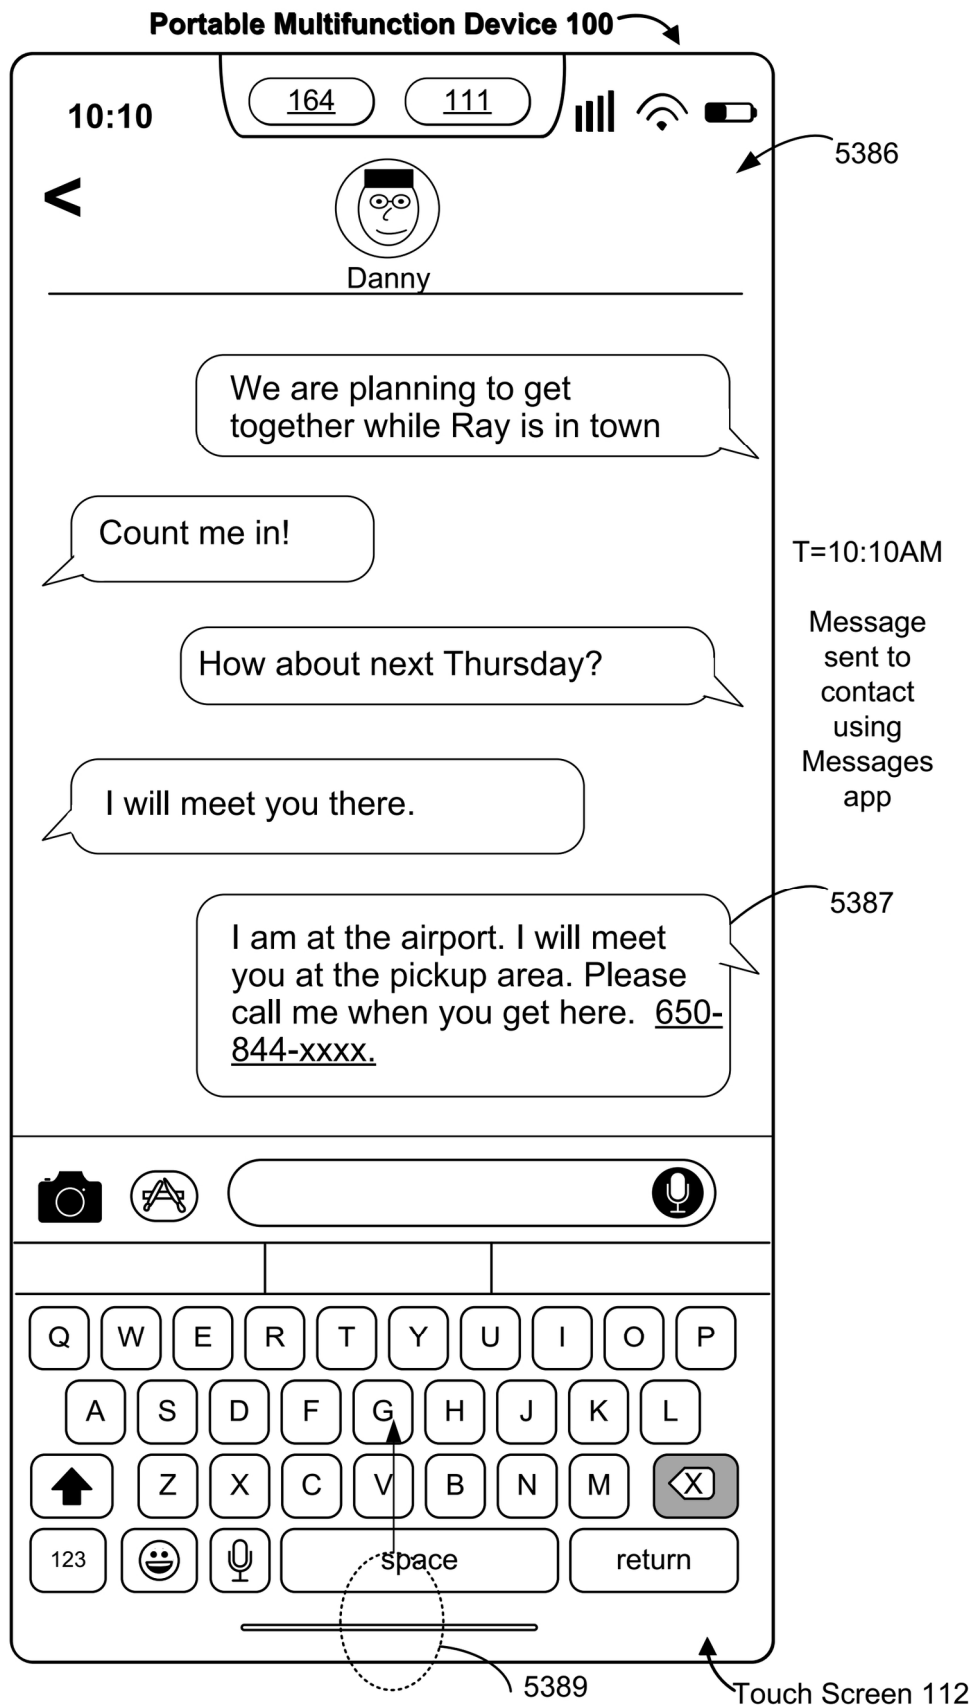 Portable Multifunction Device 100
10:10
164
111
5386
<
Danny
We are planning to get
together while Ray is in town
Count me in!
T=10:10AM
Message
sent to
contact
using
Messages
app
How about next Thursday?
I will meet you there.
5387
I am at the airport. I will meet
you at the pickup area. Please
call me when you get here. 650-
844-xxxx.
Q W E R T Y U I O P
A S D F G H J K L
Z X C V B N M X
123 space return
5389
Touch Screen 112